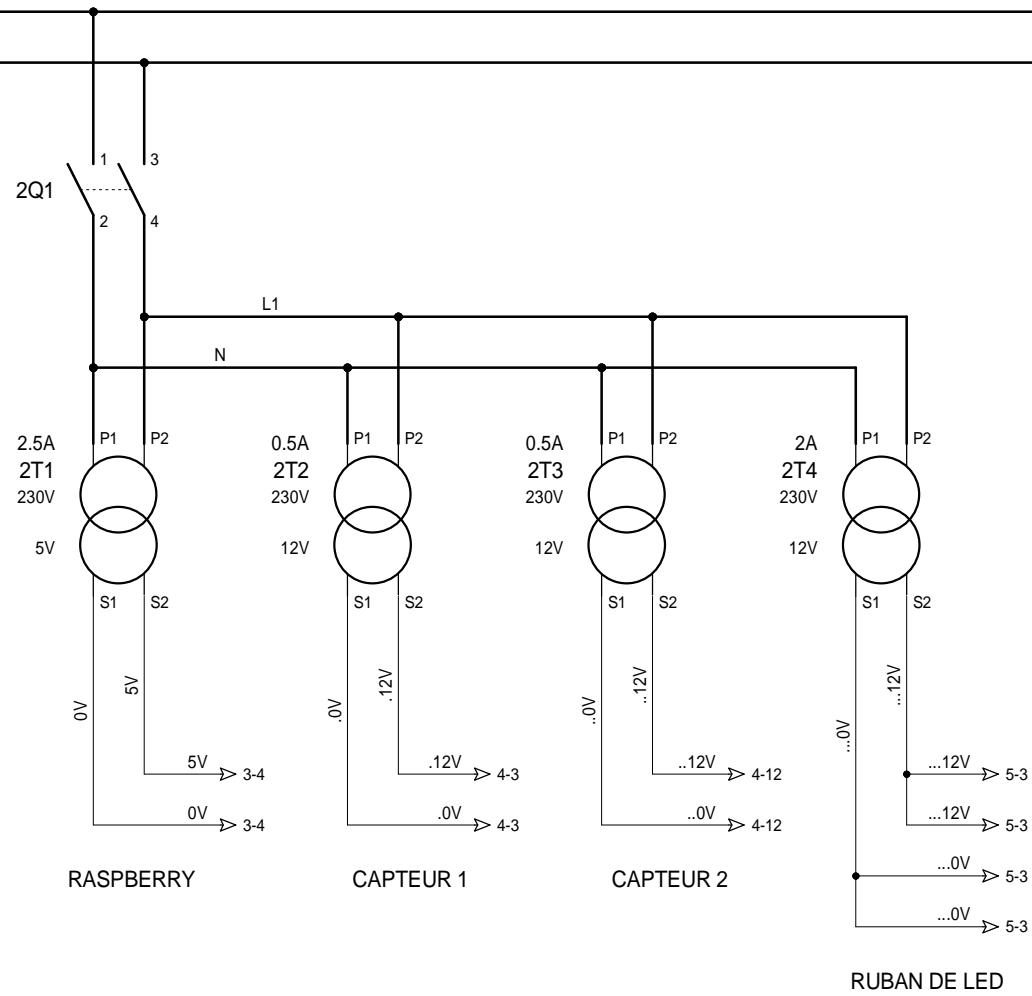 1 3
2Q1
2 4
L1
N
2.5A P1 P2 0.5A P1 P2 0.5A P1 P2 2A P1 P2
2T1 2T2 2T3 2T4
230V 230V 230V 230V
5V 12V 12V 12V
S1 S2 S1 S2 S1 S2 S1 S2
0V 5V .0V .12V ..0V ..12V ...0V ...12V
5V 3-4 .12V 4-3 ..12V 4-12 ...12V 5-3
0V 3-4 .0V 4-3 ..0V 4-12 ...12V 5-3
RASPBERRY CAPTEUR 1 CAPTEUR 2 ...0V 5-3
...0V 5-3
RUBAN DE LED